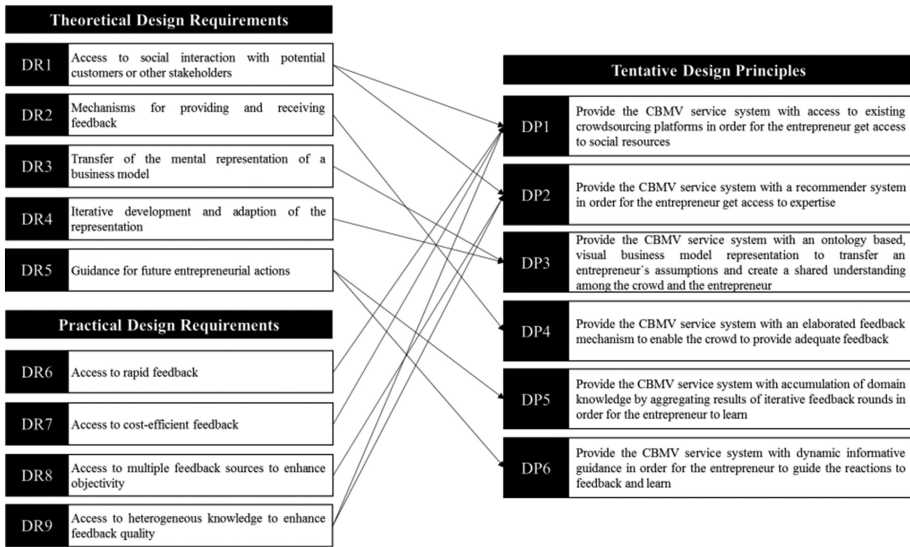 Theoretical Design Requirements
DR1
Access to social interaction with potential
customers or other stakeholders
DR2
Mechanisms for providing and receiving
feedback
DR3
Transfer of the mental representation of a
business model
DR4
Iterative development and adaption of the
representation
DR5
Guidance for future entrepreneurial actions
Practical Design Requirements
DR6
Access to rapid feedback
DR7
Access to cost-efficient feedback
DR8
Access to multiple feedback sources to enhance
objectivity
DR9
Access to heterogeneous knowledge to enhance
feedback quality
Tentative Design Principles
DP1
Provide the CBMV service system with access to existing
crowdsourcing platforms in order for the entrepreneur get access
to social resources
DP2
Provide the CBMV service system with a recommender system
in order for the entrepreneur get access to expertise
DP3
Provide the CBMV service system with an ontology based,
visual business model representation to transfer an
entrepreneur´s assumptions and create a shared understanding
among the crowd and the entrepreneur
DP4
Provide the CBMV service system with an elaborated feedback
mechanism to enable the crowd to provide adequate feedback
DP5
Provide the CBMV service system with accumulation of domain
knowledge by aggregating results of iterative feedback rounds in
order for the entrepreneur to learn
DP6
Provide the CBMV service system with dynamic informative
guidance in order for the entrepreneur to guide the reactions to
feedback and learn